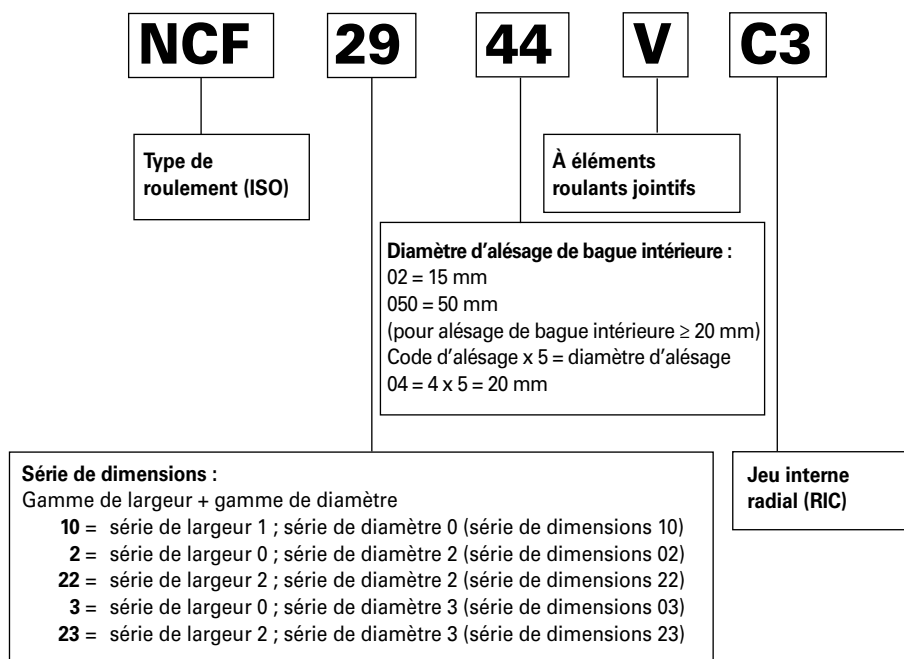 NCF 29 44 V C3
Type de
roulement (ISO)
À éléments
roulants jointifs
Diamètre d'alésage de bague intérieure :
02 = 15 mm
050 = 50 mm
(pour alésage de bague intérieure ≥ 20 mm)
Code d'alésage x 5 = diamètre d'alésage
04 = 4 x 5 = 20 mm
Série de dimensions :
Gamme de largeur + gamme de diamètre
10 = série de largeur 1 ; série de diamètre 0 (série de dimensions 10)
2 = série de largeur 0 ; série de diamètre 2 (série de dimensions 02)
22 = série de largeur 2 ; série de diamètre 2 (série de dimensions 22)
3 = série de largeur 0 ; série de diamètre 3 (série de dimensions 03)
23 = série de largeur 2 ; série de diamètre 3 (série de dimensions 23)
Jeu interne
radial (RIC)